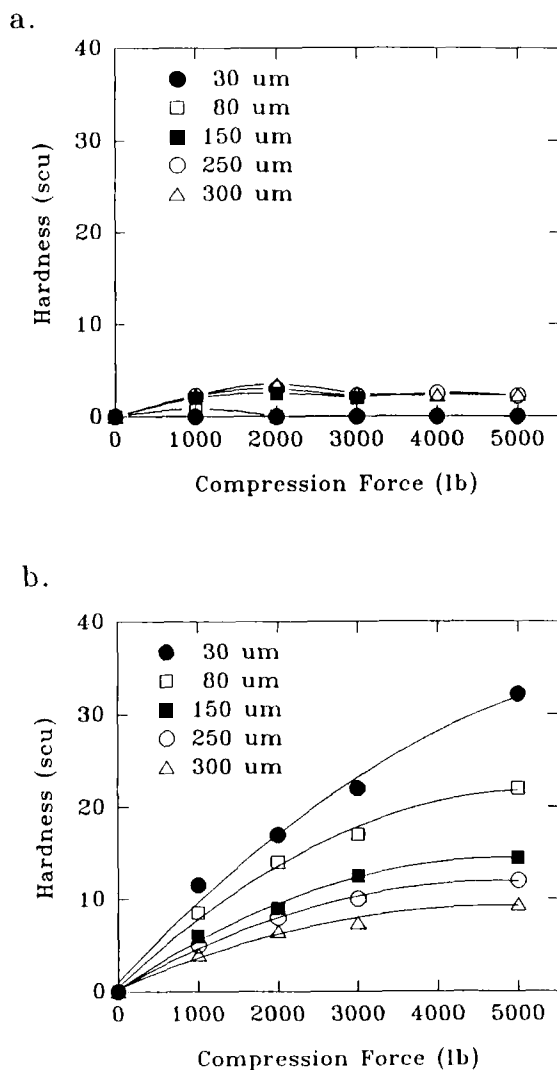 a.
40
30
20
10
0
Hardness (scu)
30 um
80 um
150 um
250 um
300 um
0 1000 2000 3000 4000 5000
Compression Force (lb)
b.
40
30
20
10
0
Hardness (scu)
30 um
80 um
150 um
250 um
300 um
0 1000 2000 3000 4000 5000
Compression Force (lb)